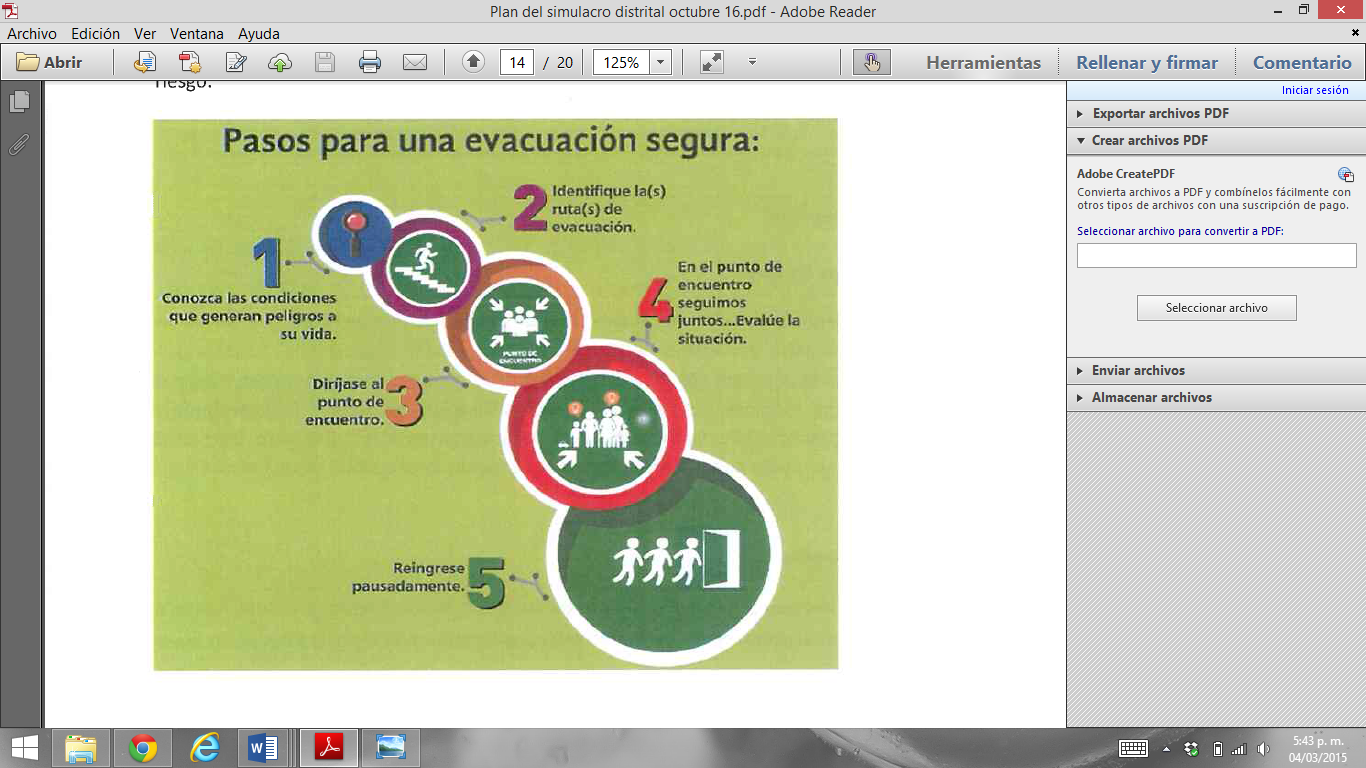 Plan del simulacro distrital octubre 16.pdf - Adobe Reader
Archivo Edición Ver Ventana Ayuda
Abrir
14 / 20
125%
Herramientas
Rellenar y firmar
Comentario
riesgo.
Pasos para una evacuación segura:
1
Conozca las condiciones
que generan peligros a
su vida.
2
Identifique la(s)
ruta(s) de
evacuación.
PUNTO DE
ENCUENTRO
Diríjase al
punto de
encuentro.
3
4
En el punto de
encuentro
seguimos
juntos...Evalúe la
situación.
Reingrese
pausadamente.
5
Iniciar sesión
Exportar archivos PDF
Crear archivos PDF
Adobe CreatePDF
Convierta archivos a PDF y combínelos fácilmente con
otros tipos de archivos con una suscripción de pago.
Seleccionar archivo para convertir a PDF:
Seleccionar archivo
Enviar archivos
Almacenar archivos
5:43 p. m.
04/03/2015